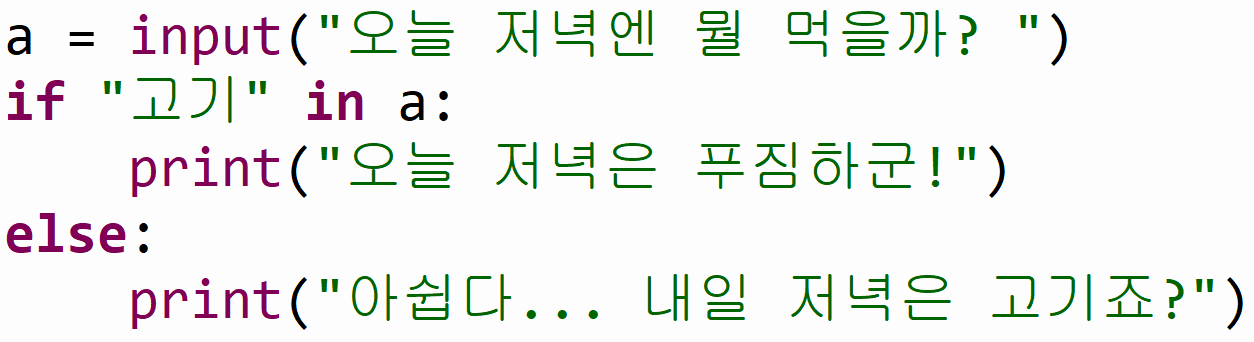 a = input("오늘 저녁엔 뭘 먹을까? ")
if "고기" in a:
    print("오늘 저녁은 푸짐하군!")
else:
    print("아쉽다... 내일 저녁은 고기죠?")